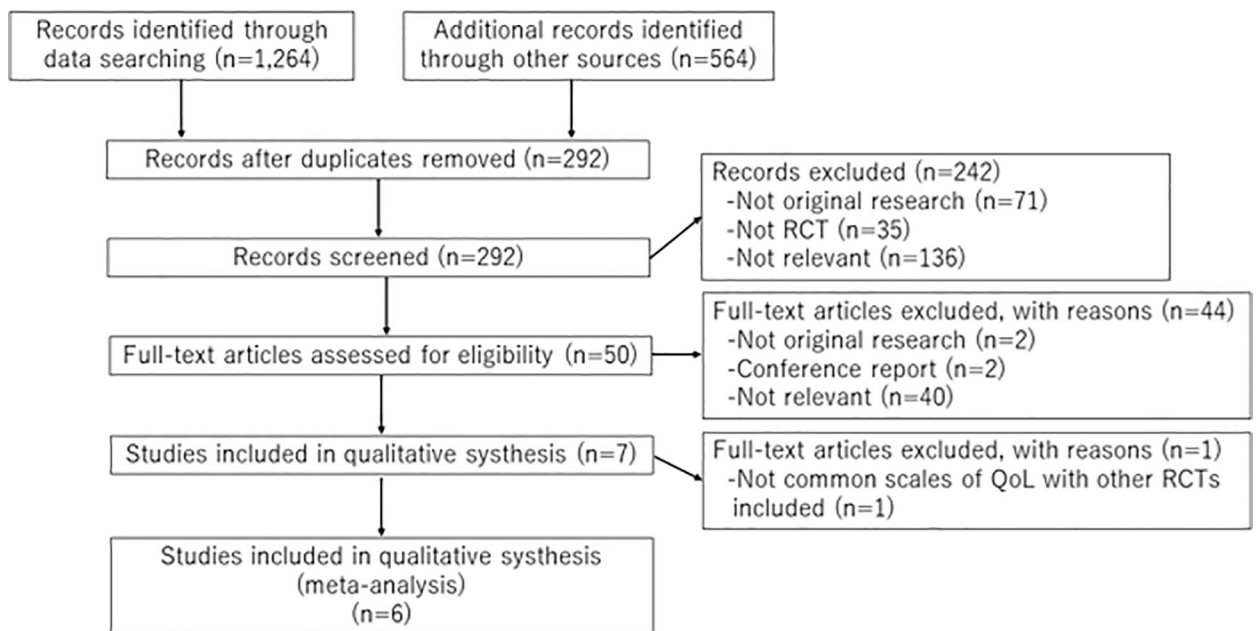 Records identified through
data searching (n=1,264)
Additional records identified
through other sources (n=564)
Records after duplicates removed (n=292)
Records screened (n=292)
Records excluded (n=242)
-Not original research (n=71)
-Not RCT (n=35)
-Not relevant (n=136)
Full-text articles assessed for eligibility (n=50)
Full-text articles excluded, with reasons (n=44)
-Not original research (n=2)
-Conference report (n=2)
-Not relevant (n=40)
Studies included in qualitative systhesis (n=7)
Full-text articles excluded, with reasons (n=1)
-Not common scales of QoL with other RCTs
included (n=1)
Studies included in qualitative systhesis
(meta-analysis)
(n=6)